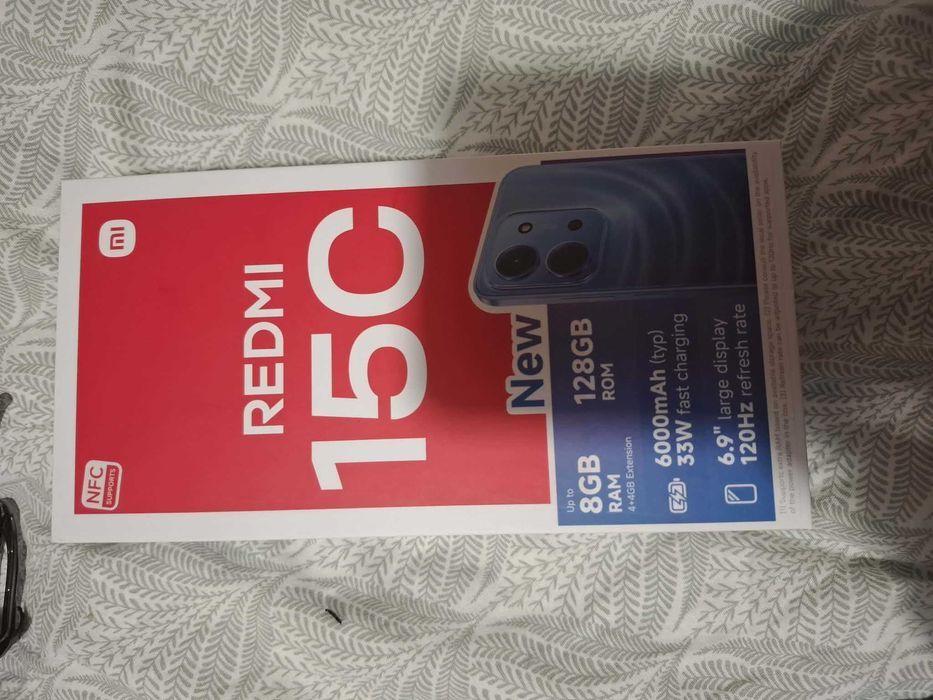 NFC
SUPPORTS
mi
REDMI
15C
New
Up to
8GB
RAM
4+4GB Extension
128GB
ROM
6000mAh (typ)
33W fast charging
6.9" large display
120Hz refresh rate